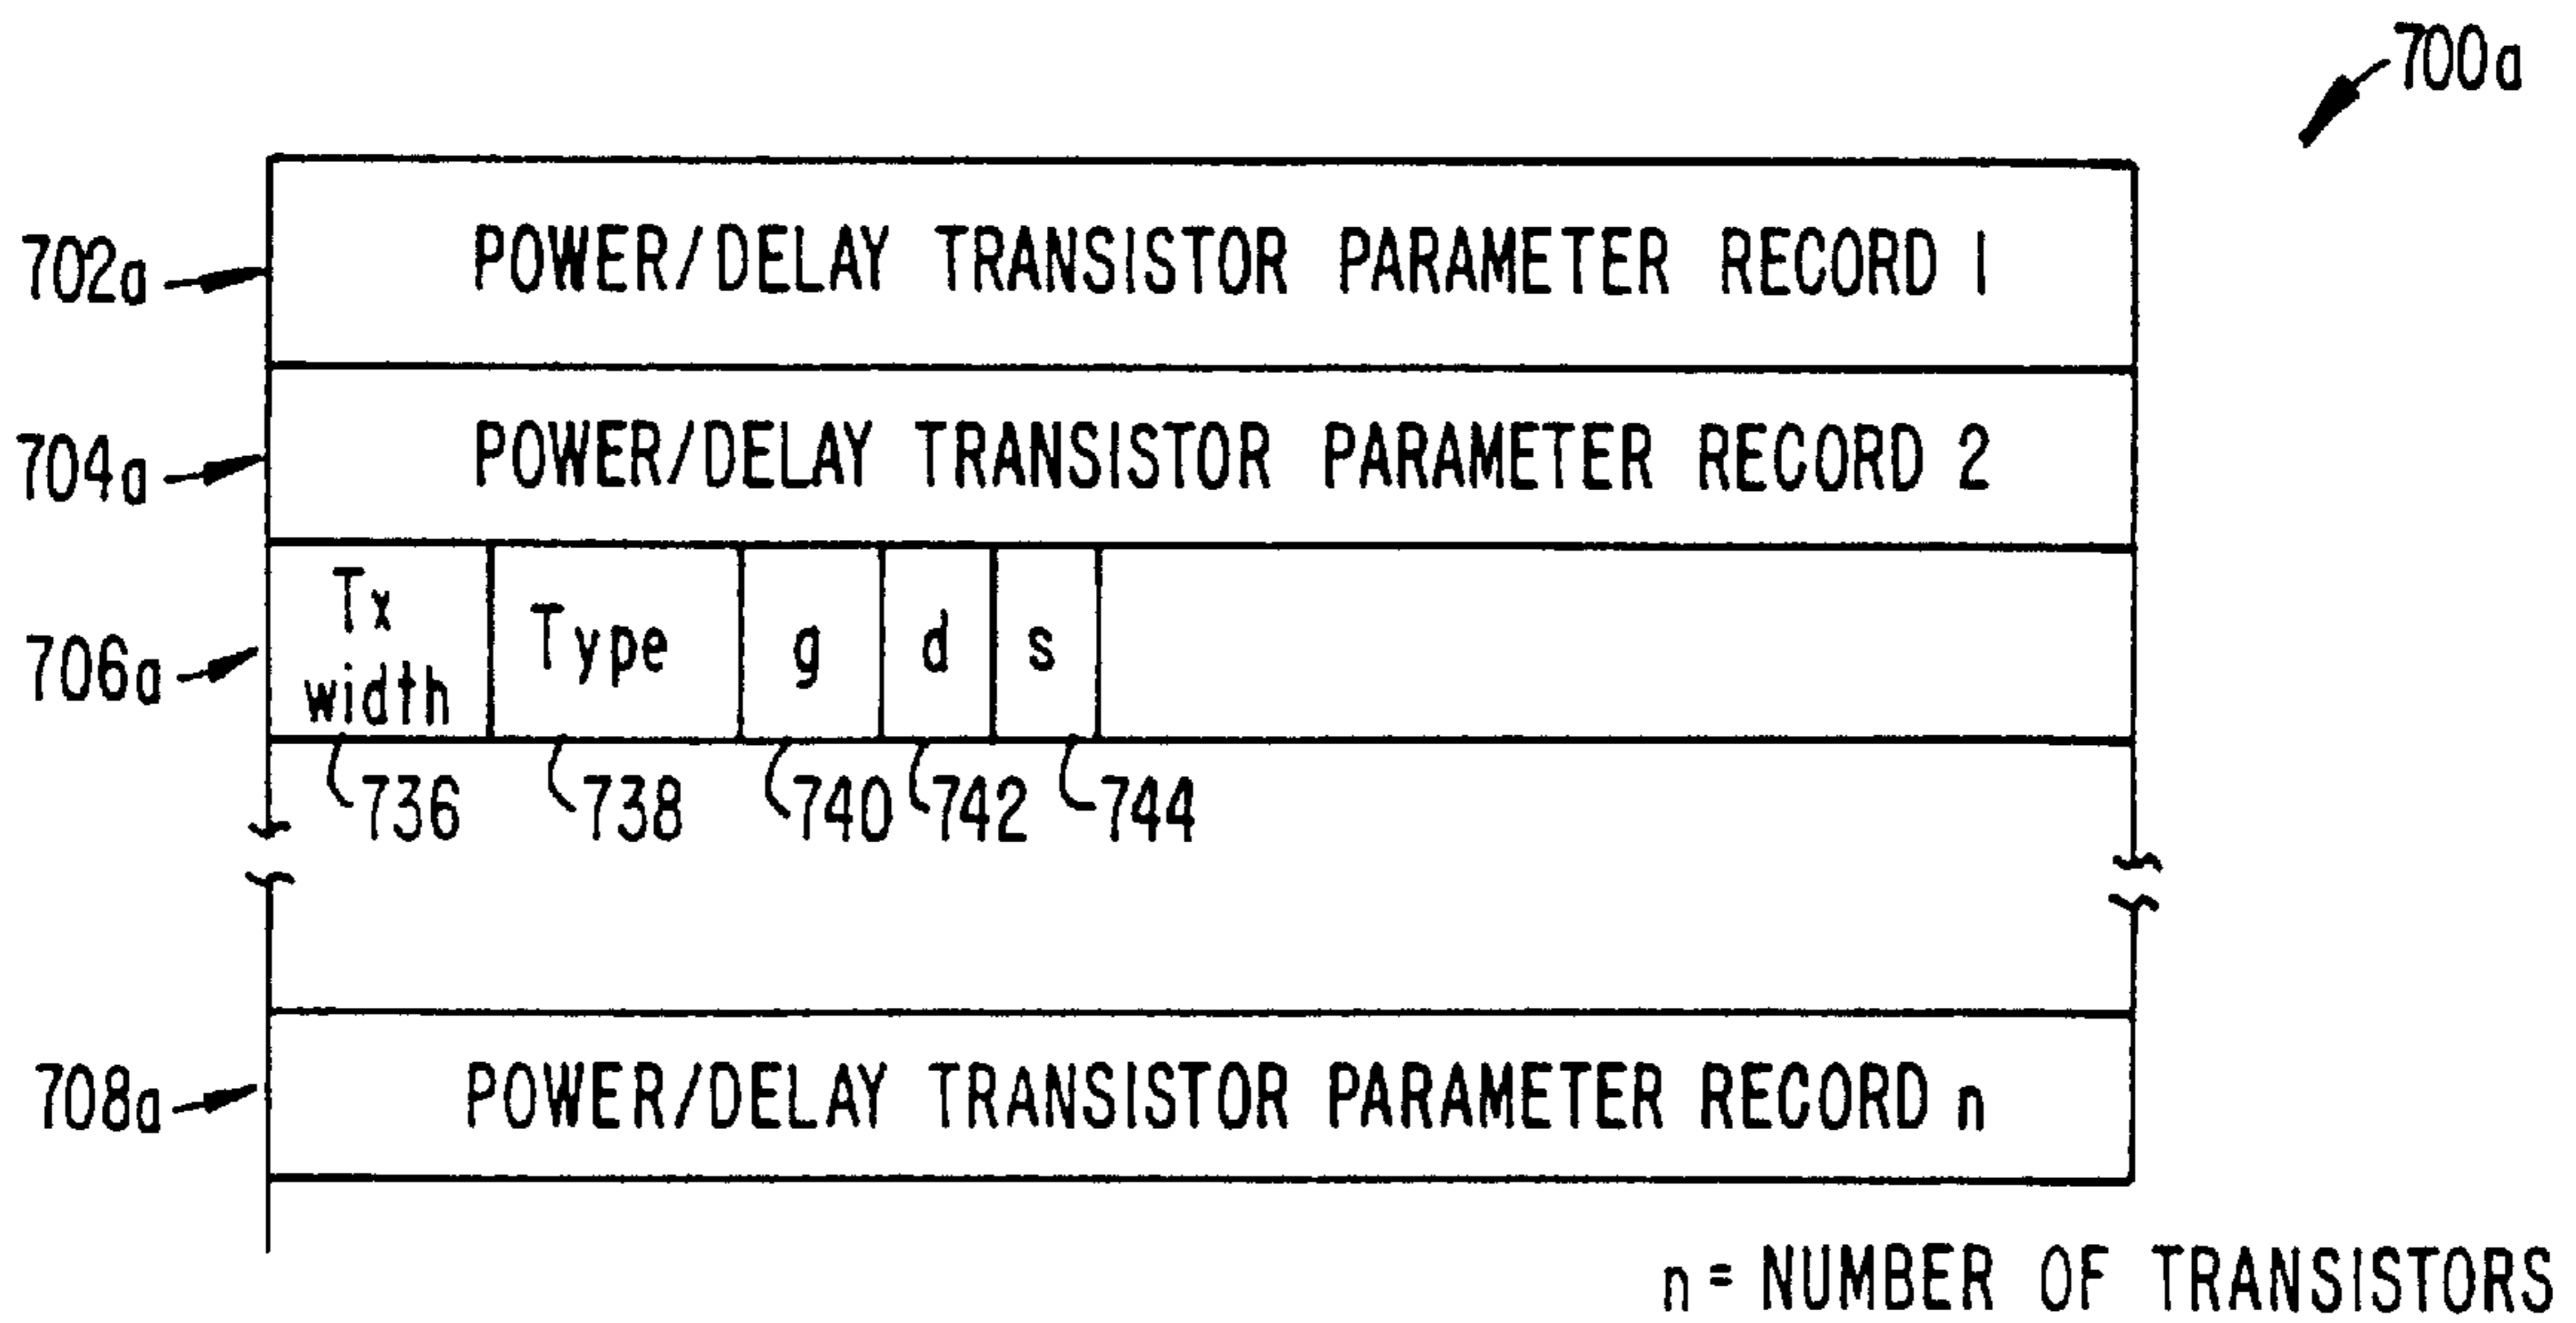 700a
702a
POWER/DELAY TRANSISTOR PARAMETER RECORD 1
704a
POWER/DELAY TRANSISTOR PARAMETER RECORD 2
706a
Tx
width
Type
g
d
s
736
738
740
742
744
708a
POWER/DELAY TRANSISTOR PARAMETER RECORD n
n = NUMBER OF TRANSISTORS